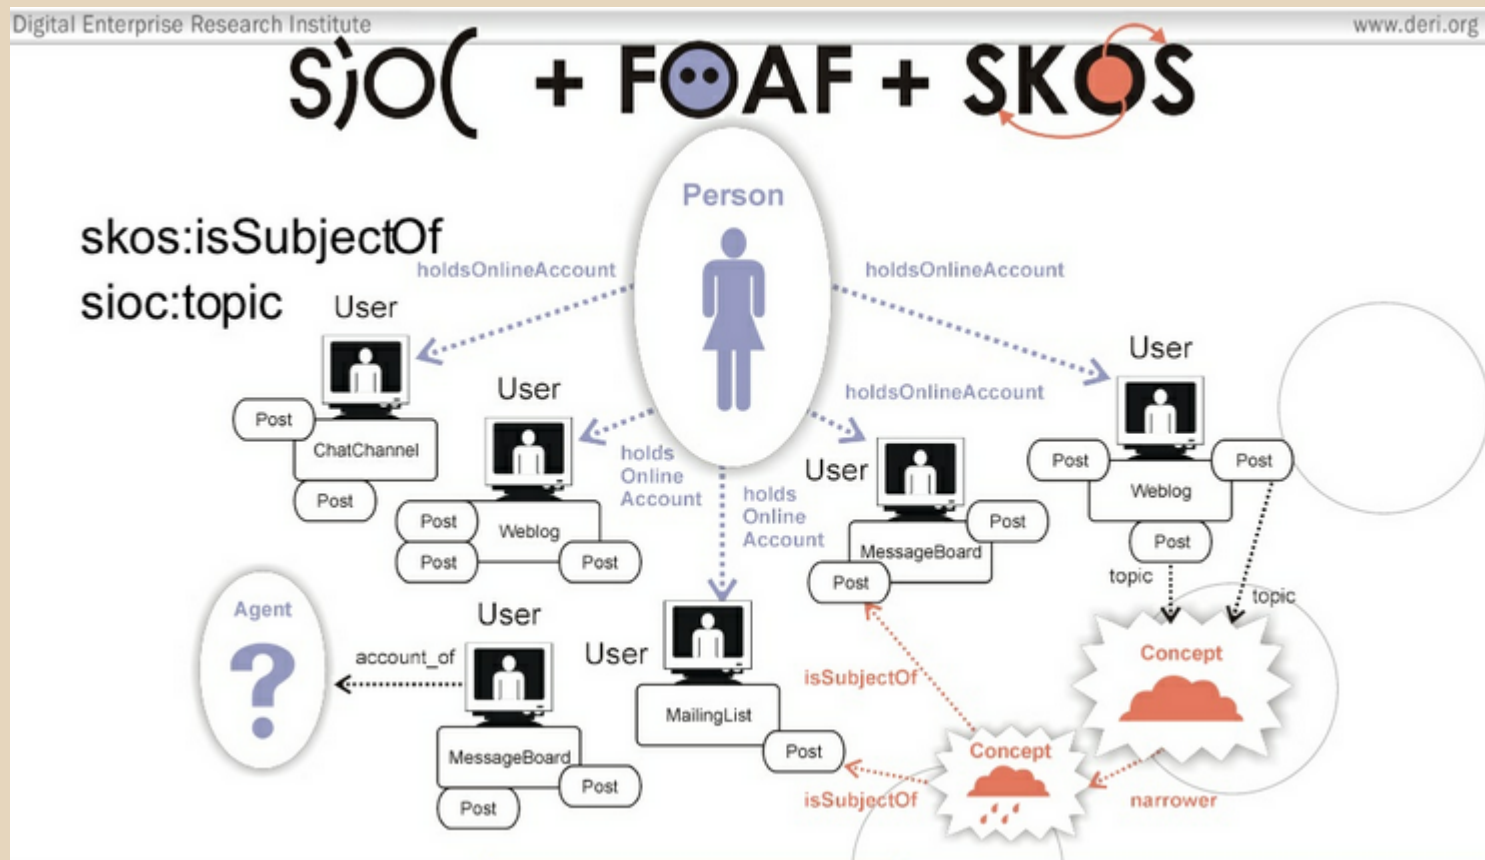 Digital Enterprise Research Institute
www.deri.org
sioc + FOAF + SKOS
Person
skos:isSubjectOf
sioc:topic
holdsOnlineAccount
holdsOnlineAccount
User
User
User
holdsOnlineAccount
Post
ChatChannel
Post
holds
Online
Account
User
Post
Post
Weblog
Post
Post
Weblog
Post
Post
holds
Online
Account
Post
MessageBoard
Post
topic
topic
Agent
User
account_of
User
isSubjectOf
Concept
MailingList
Post
MessageBoard
Post
Post
Concept
isSubjectOf
narrower